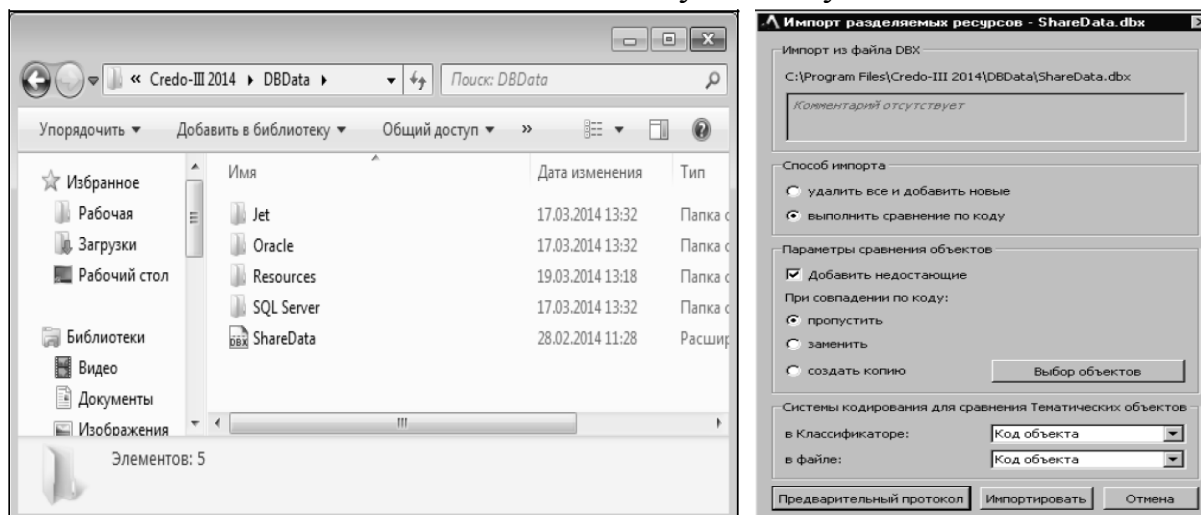 « Credo-III 2014 ▸ DBData ▸
Поиск: DBData
Упорядочить ▼ Добавить в библиотеку ▼ Общий доступ ▼ »
Избранное
Рабочая
Загрузки
Рабочий стол
Библиотеки
Видео
Документы
Изображения
Имя Дата изменения Тип
Jet 17.03.2014 13:32 Папка с
Oracle 17.03.2014 13:32 Папка с
Resources 19.03.2014 13:18 Папка с
SQL Server 17.03.2014 13:32 Папка с
DBX ShareData 28.02.2014 11:28 Расшир
Элементов: 5
Импорт разделяемых ресурсов - ShareData.dbx
Импорт из файла DBX
C:\Program Files\Credo-III 2014\DBData\ShareData.dbx
Комментарий отсутствует
Способ импорта
удалить все и добавить новые
выполнить сравнение по коду
Параметры сравнения объектов
Добавить недостающие
При совпадении по коду:
пропустить
заменить
создать копию
Выбор объектов
Системы кодирования для сравнения Тематических объектов
в Классификаторе: Код объекта
в файле: Код объекта
Предварительный протокол Импортировать Отмена